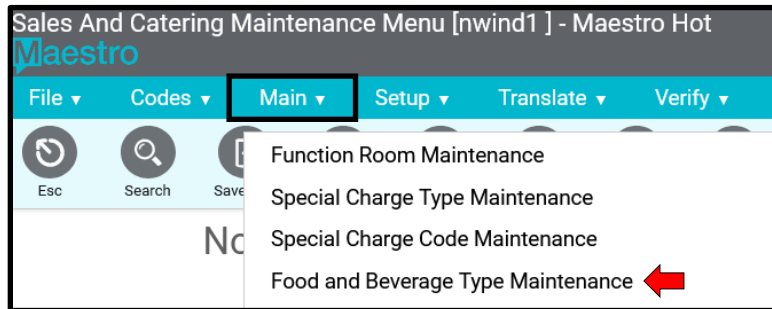 Sales And Catering Maintenance Menu [nwind1 ] - Maestro Hot
Maestro
File ▾ Codes ▾ Main ▾ Setup ▾ Translate ▾ Verify ▾
Esc Search Save
Function Room Maintenance
Special Charge Type Maintenance
Special Charge Code Maintenance
Food and Beverage Type Maintenance